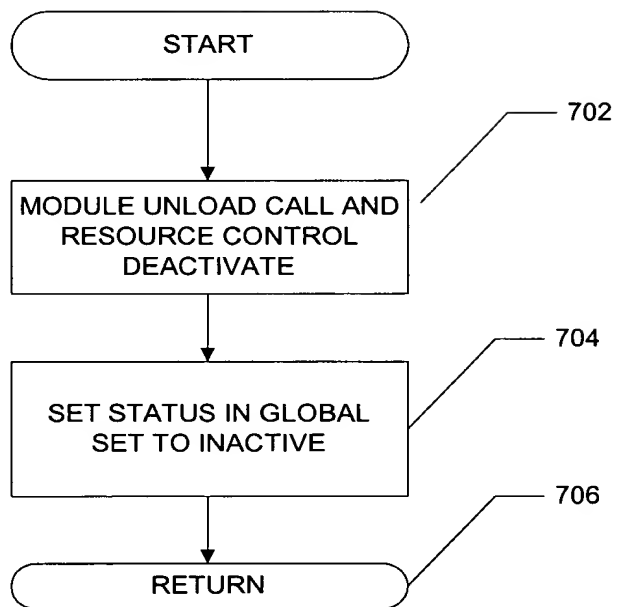 START
702
MODULE UNLOAD CALL AND
RESOURCE CONTROL
DEACTIVATE
704
SET STATUS IN GLOBAL
SET TO INACTIVE
706
RETURN